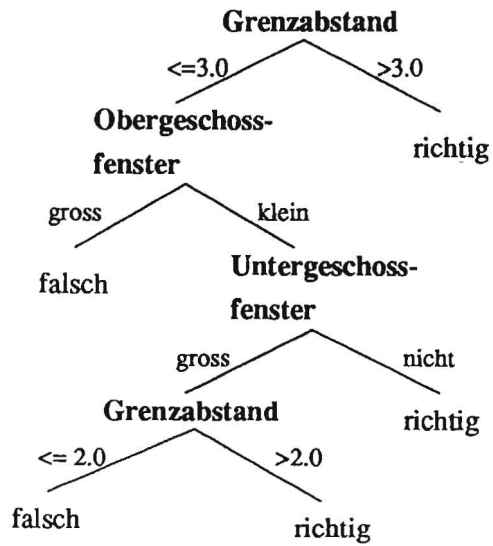 Grenzabstand
<=3.0 >3.0
Obergeschoss-
fenster
richtig
gross klein
falsch
Untergeschoss-
fenster
gross nicht
Grenzabstand
richtig
<= 2.0 >2.0
falsch richtig